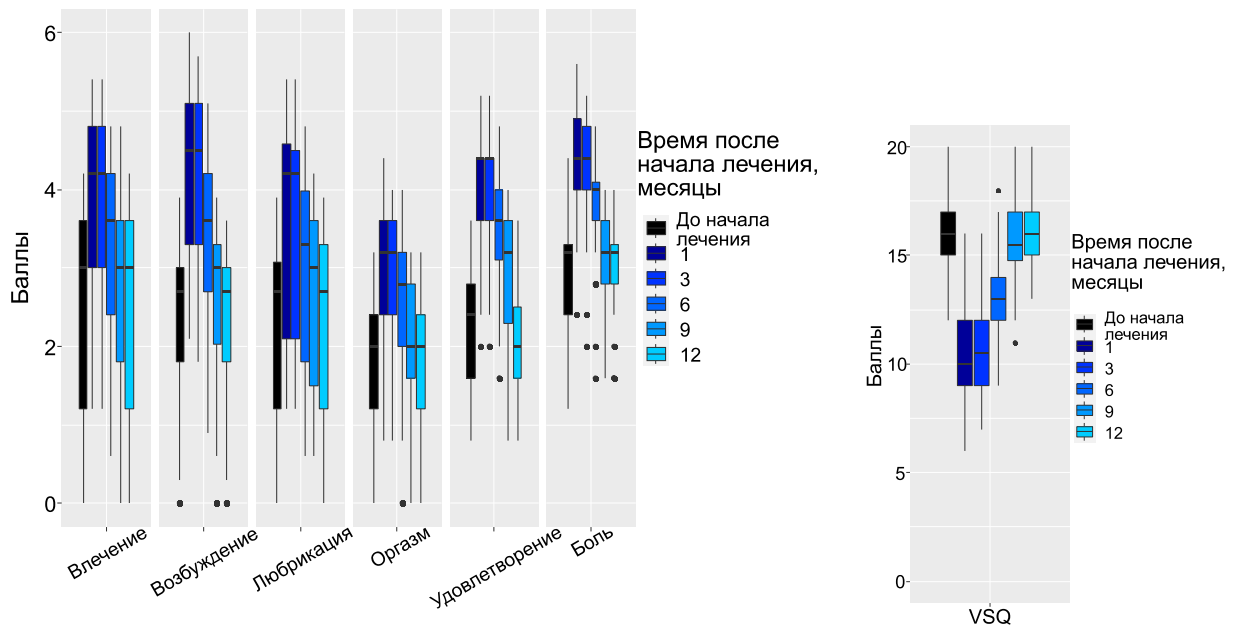 Баллы
6
4
2
0
Влечение
Возбуждение
Любрикация
Оргазм
Удовлетворение
Боль
Время после
начала лечения,
месяцы
До начала
лечения
1
3
6
9
12
Баллы
20
15
10
5
0
VSQ
Время после
начала лечения,
месяцы
До начала
лечения
1
3
6
9
12